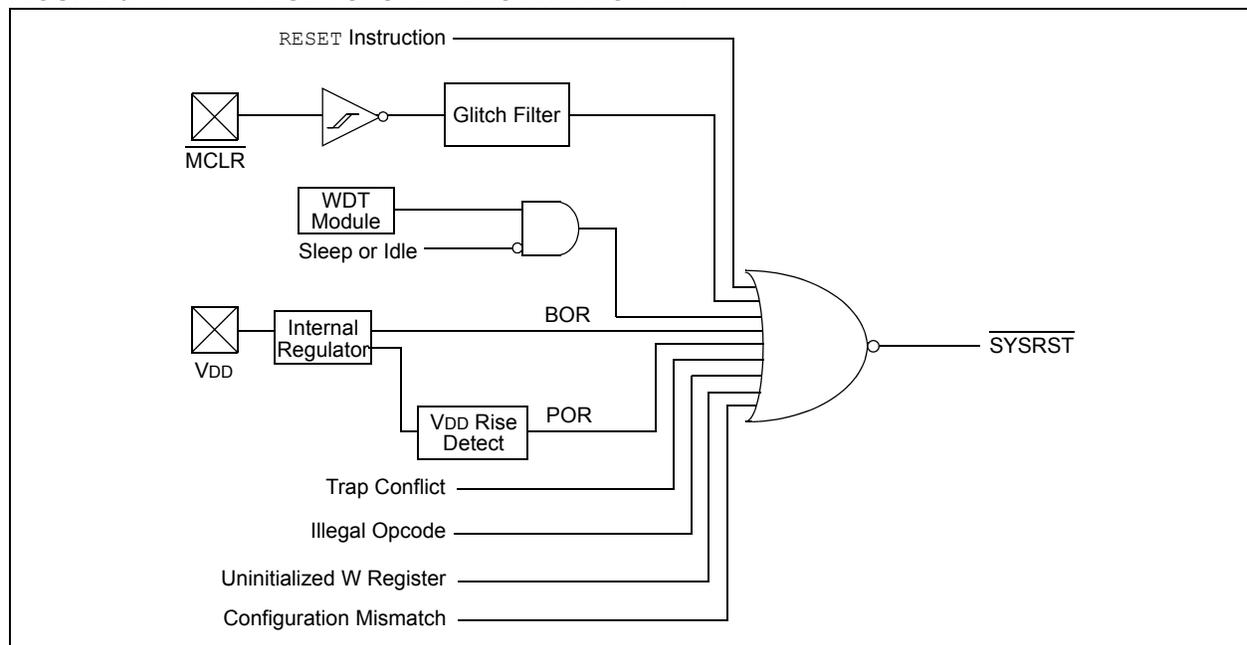 RESET Instruction
Glitch Filter
MCLR
WDT
Module
Sleep or Idle
BOR
Internal
Regulator
SYSRST
VDD
VDD Rise
Detect
POR
Trap Conflict
Illegal Opcode
Uninitialized W Register
Configuration Mismatch